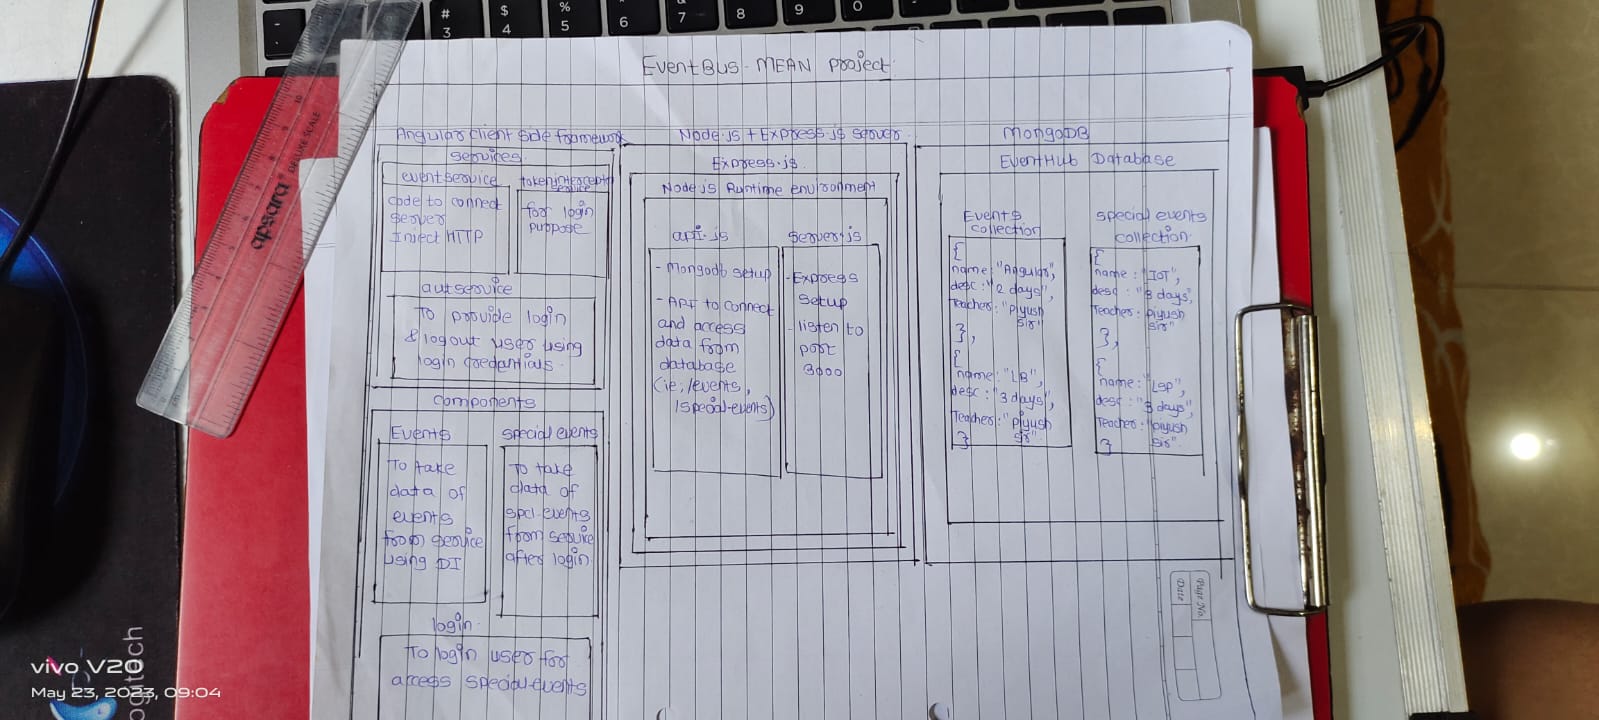 EventBus - MEAN project
Angular client side framework
Services
eventservice
code to connect
server
Inject HTTP
tokeninterceptor
service
for login
purpose
autservice
To provide login
& logout user using
login credentials.
Components
Events
To take
data of
events
from service
using DI
special events
To take
data of
spcl-events
from service
after login.
login.
To login user for
access special-events
Node.js + Express.js server
Express.js
Node.js Runtime environment
api.js
- Mongodb setup
- API to connect
and access
data from
database
(ie; /events,
/special-events)
server.js
- Express
setup
- listen to
port
3000
MongoDB
EventHub Database
Events
collection
{
name: "Angular",
desc: "2 days",
Teacher: "piyush
sir"
},
{
name: "LB",
desc: "3 days",
Teacher: "piyush
sir"
}
special events
collection
{
name: "IOT",
desc: "3 days",
Teacher: piyush
sir"
},
{
name: "Lsp",
desc: "3 days",
Teacher: "piyush
sir"
}
Page No.
Date
apsara DELUXE SCALE
# 3
$ 4
% 5
6
& 7
8
9
0
logitech
vivo V20
May 23, 2023, 09:04